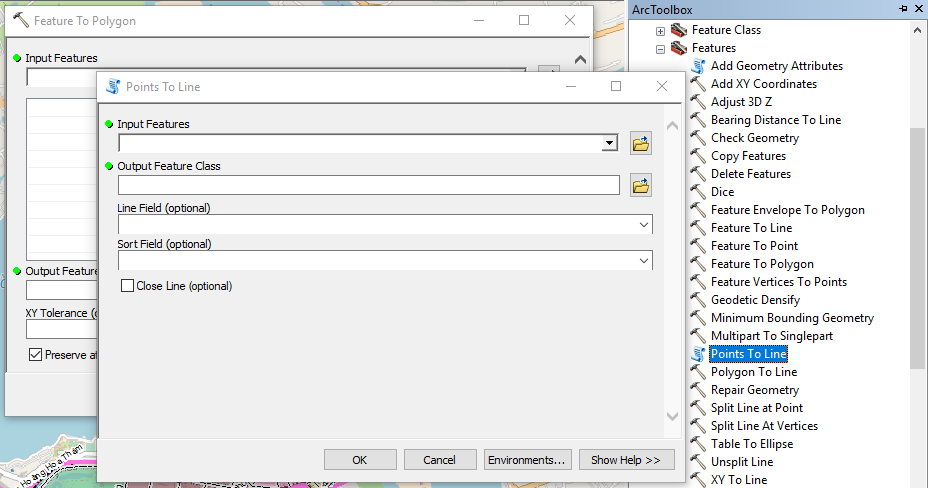 Feature To Polygon
Input Features
Points To Line
Input Features
Output Feature Class
Line Field (optional)
Sort Field (optional)
Close Line (optional)
Output Feature
XY Tolerance (
Preserve at
OK
Cancel
Environments...
Show Help >>
Hoàng Hoa Thám
ArcToolbox
Feature Class
Features
Add Geometry Attributes
Add XY Coordinates
Adjust 3D Z
Bearing Distance To Line
Check Geometry
Copy Features
Delete Features
Dice
Feature Envelope To Polygon
Feature To Line
Feature To Point
Feature To Polygon
Feature Vertices To Points
Geodetic Densify
Minimum Bounding Geometry
Multipart To Singlepart
Points To Line
Polygon To Line
Repair Geometry
Split Line at Point
Split Line At Vertices
Table To Ellipse
Unsplit Line
XY To Line